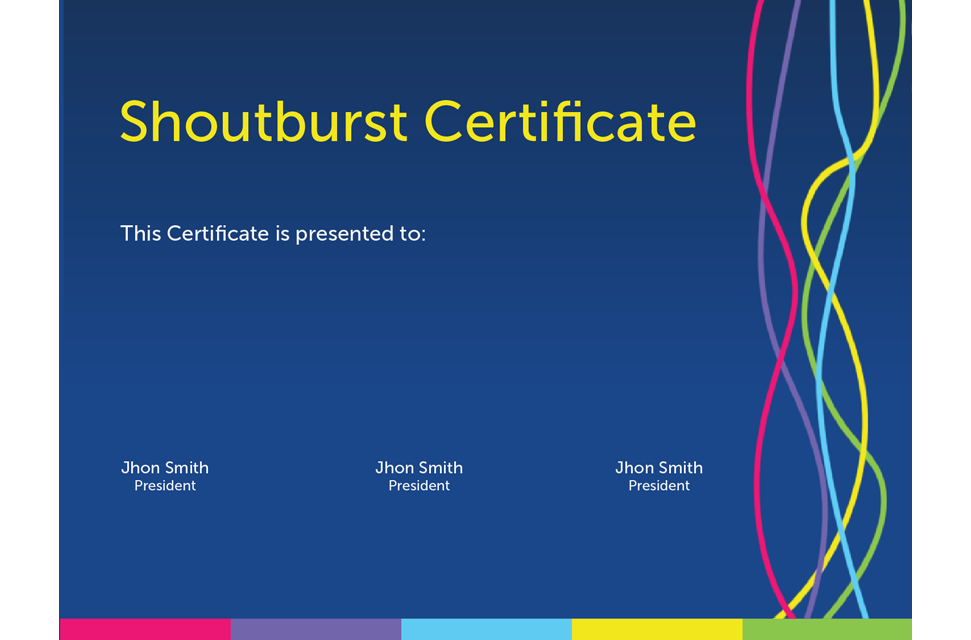 Shoutburst Certificate
This Certificate is presented to:
Jhon Smith
President
Jhon Smith
President
Jhon Smith
President